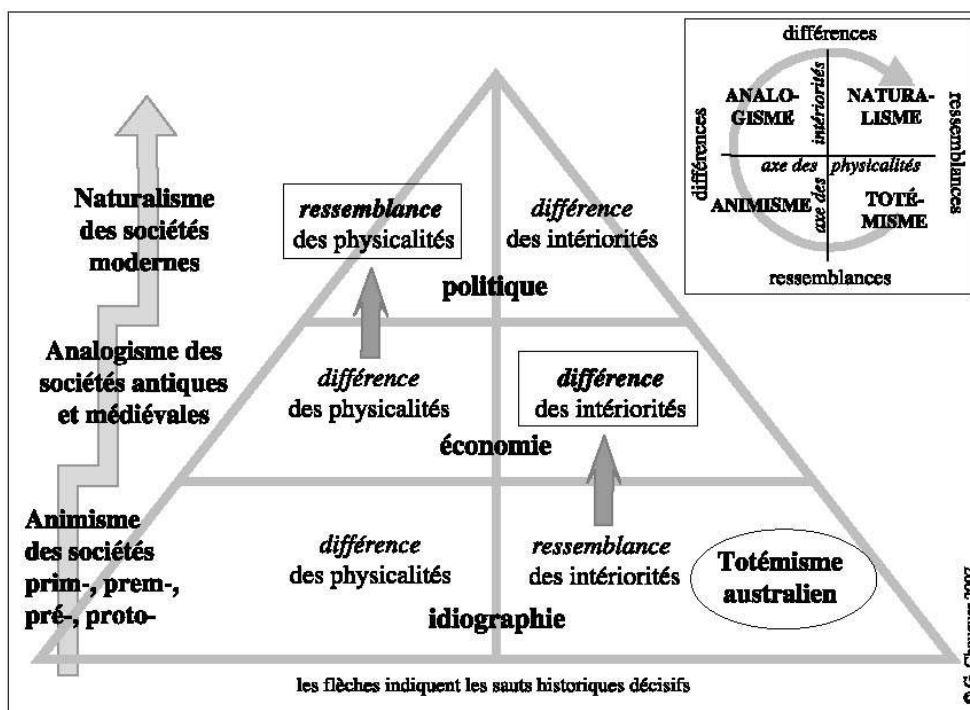 Naturalisme
des sociétés
modernes
Analogisme des
sociétés antiques
et médiévales
Animisme
des sociétés
prim-, prem-,
pré-, proto-
ressemblance
des physicalités
différence
des intériorités
politique
différence
des physicalités
différence
des intériorités
économie
différence
des physicalités
ressemblance
des intériorités
Totémisme
australien
idiographie
les flèches indiquent les sauts historiques décisifs
différences
différences
ressemblances
ressemblances
ANALO-
GISME
NATURA-
LISME
intériorités
axe des
axe des physicalités
ANIMISME
TOTÉ-
MISME
© G.